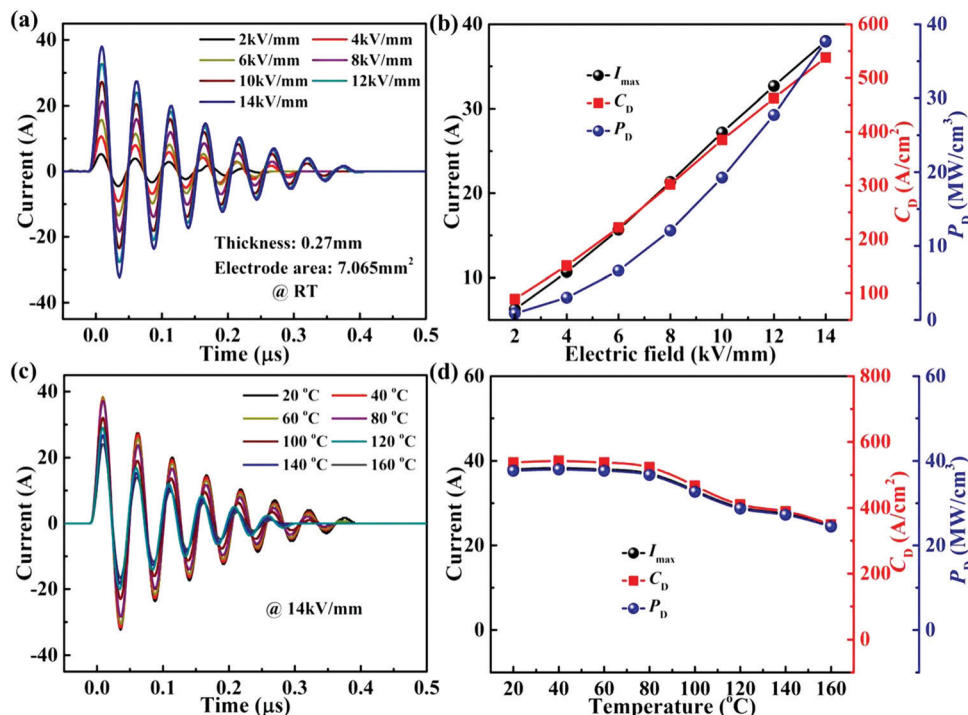 (a)
40
20
0
-20
-40
Current (A)
2kV/mm 4kV/mm
6kV/mm 8kV/mm
10kV/mm 12kV/mm
14kV/mm
Thickness: 0.27mm
Electrode area: 7.065mm²
@ RT
0.0 0.1 0.2 0.3 0.4 0.5
Time (μs)
(b)
40
30
20
10
Current (A)
Imax
CD
PD
600
500
400
300
200
100
0
CD (A/cm²)
40
30
20
10
0
PD (MW/cm³)
2 4 6 8 10 12 14
Electric field (kV/mm)
(c)
40
20
0
-20
-40
Current (A)
20 °C 40 °C
60 °C 80 °C
100 °C 120 °C
140 °C 160 °C
@ 14kV/mm
0.0 0.1 0.2 0.3 0.4 0.5
Time (μs)
(d)
60
50
40
30
20
10
0
Current (A)
Imax
CD
PD
800
600
400
200
0
CD (A/cm²)
60
40
20
0
PD (MW/cm³)
20 40 60 80 100 120 140 160
Temperature (°C)